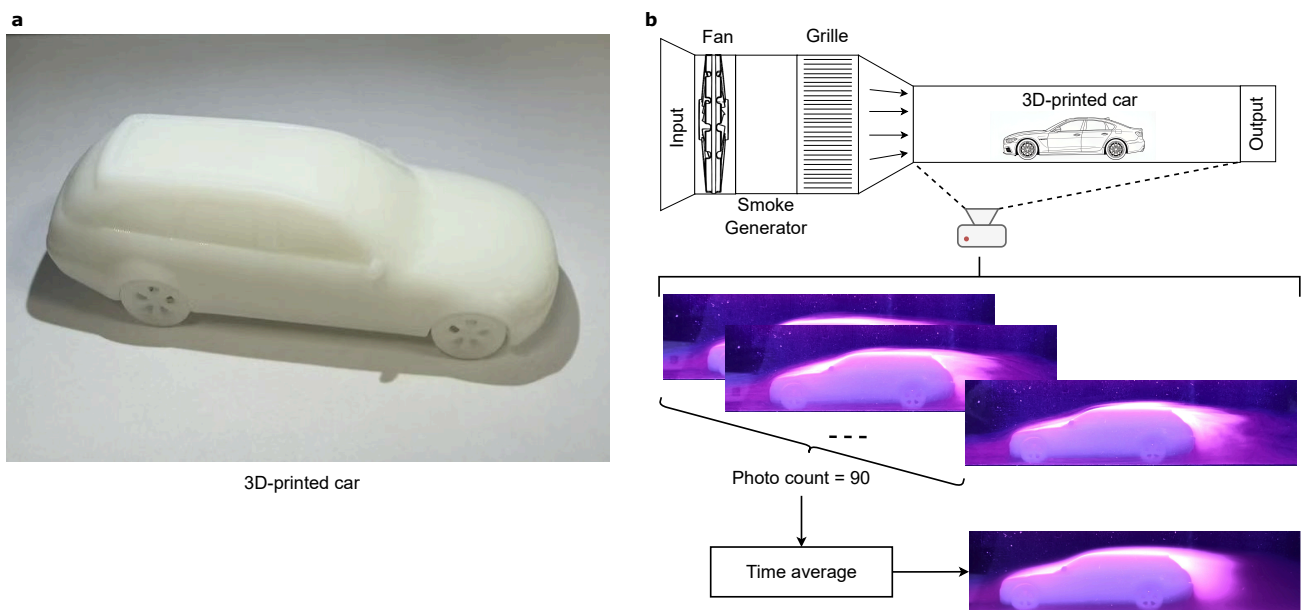 a
3D-printed car
b
Fan
Grille
Input
3D-printed car
Output
Smoke
Generator
Photo count = 90
Time average